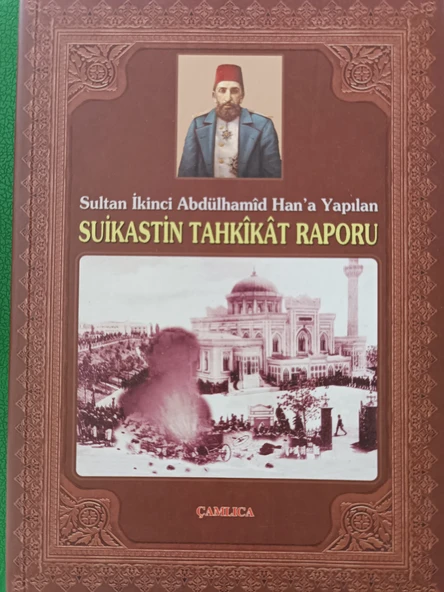 Sultan İkinci Abdülhamîd Han'a Yapılan
SUİKASTİN TAHKÎKÂT RAPORU
ÇAMLICA